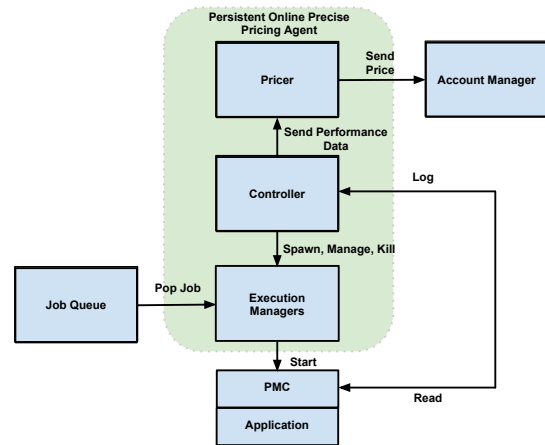 Persistent Online Precise
Pricing Agent
Send
Price
Pricer
Account Manager
Send Performance
Data
Log
Controller
Spawn, Manage, Kill
Pop Job
Job Queue
Execution
Managers
Start
PMC
Read
Application